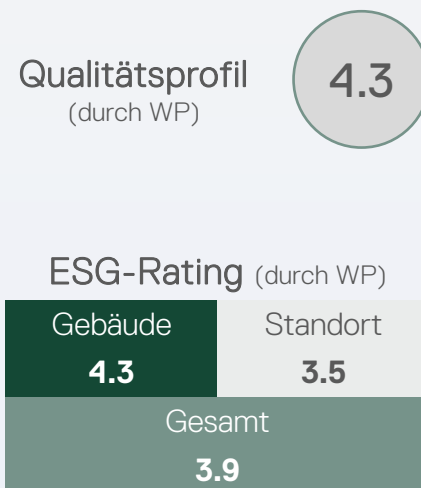 Qualitätsprofil
(durch WP)
4.3
ESG-Rating (durch WP)
Gebäude
4.3
Standort
3.5
Gesamt
3.9